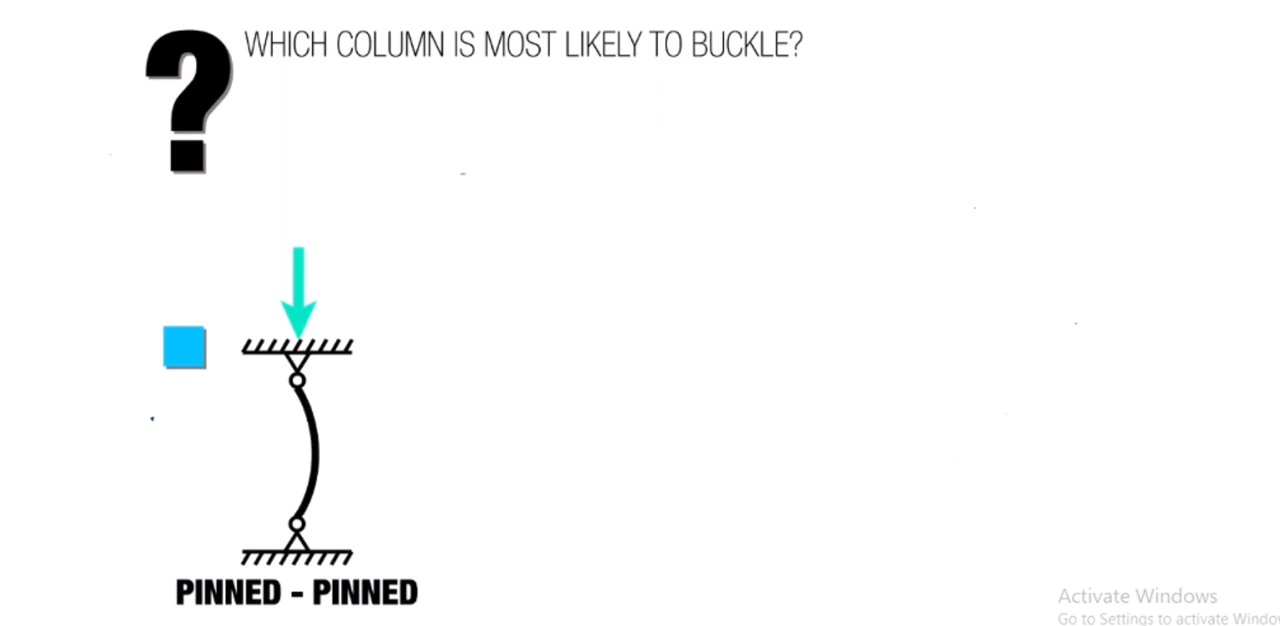 ?
WHICH COLUMN IS MOST LIKELY TO BUCKLE?
PINNED - PINNED
Activate Windows
Go to Settings to activate Windo